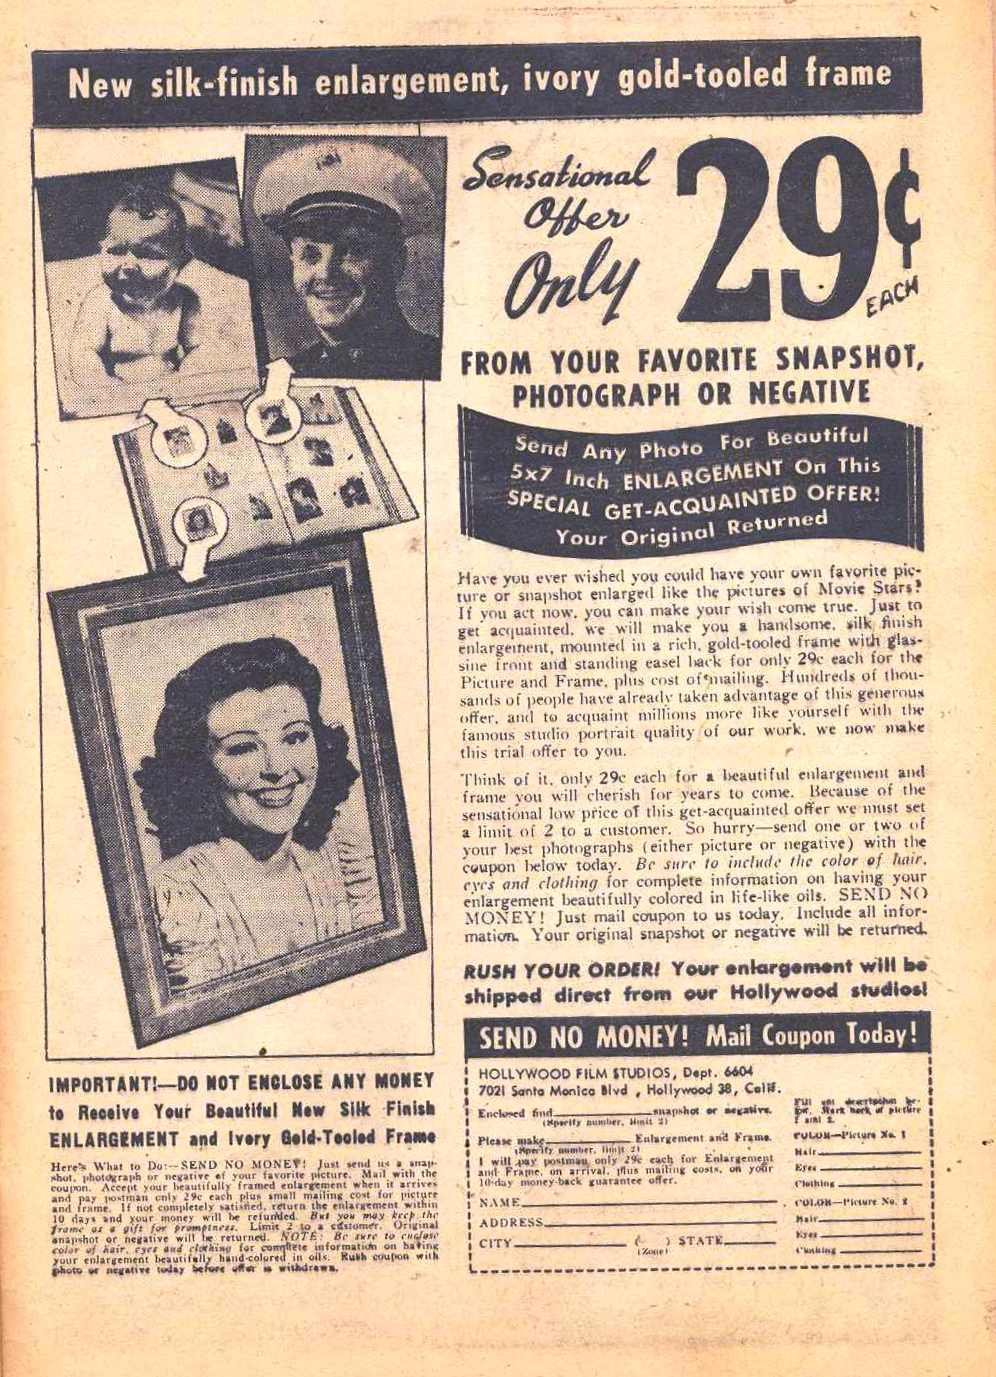 New silk-finish enlargement, ivory gold-tooled frame
Sensational
Offer
Only
29¢
EACH
FROM YOUR FAVORITE SNAPSHOT,
PHOTOGRAPH OR NEGATIVE
Send Any Photo For Beautiful
5x7 Inch ENLARGEMENT On This
SPECIAL GET-ACQUAINTED OFFER!
Your Original Returned
Have you ever wished you could have your own favorite pic-
ture or snapshot enlarged like the pictures of Movie Stars?
If you act now, you can make your wish come true. Just to
get acquainted, we will make you a handsome, silk finish
enlargement, mounted in a rich, gold-tooled frame with glas-
sine front and standing easel back for only 29c each for the
Picture and Frame, plus cost of mailing. Hundreds of thou-
sands of people have already taken advantage of this generous
offer, and to acquaint millions more like yourself with the
famous studio portrait quality of our work, we now make
this trial offer to you.
Think of it, only 29c each for a beautiful enlargement and
frame you will cherish for years to come. Because of the
sensational low price of this get-acquainted offer we must set
a limit of 2 to a customer. So hurry—send one or two of
your best photographs (either picture or negative) with the
coupon below today. Be sure to include the color of hair,
eyes and clothing for complete information on having your
enlargement beautifully colored in life-like oils. SEND NO
MONEY! Just mail coupon to us today. Include all infor-
mation. Your original snapshot or negative will be returned.
RUSH YOUR ORDER! Your enlargement will be
shipped direct from our Hollywood studios!
IMPORTANT!—DO NOT ENCLOSE ANY MONEY
to Receive Your Beautiful New Silk Finish
ENLARGEMENT and Ivory Gold-Tooled Frame
Here's What to Do:—SEND NO MONEY! Just send us a snap-
shot, photograph or negative of your favorite picture. Mail with the
coupon. Accept your beautifully framed enlargement when it arrives
and pay postman only 29c each plus small mailing cost for picture
and frame. If not completely satisfied, return the enlargement within
10 days and your money will be refunded. But you may keep the
frame as a gift for promptness. Limit 2 to a customer. Original
snapshot or negative will be returned. NOTE: Be sure to enclose
color of hair, eyes and clothing for complete information on having
your enlargement beautifully hand-colored in oils. Rush coupon with
photo or negative today before offer is withdrawn.
SEND NO MONEY! Mail Coupon Today!
HOLLYWOOD FILM STUDIOS, Dept. 6604
7021 Santa Monica Blvd , Hollywood 38, Calif.
Enclosed find snapshot or negative.
(Specify number, limit 2)
Please make Enlargement and Frame.
(Specify number, limit 2)
I will pay postman only 29c each for Enlargement
and Frame, on arrival, plus mailing costs, on your
10-day money-back guarantee offer.
NAME
ADDRESS
CITY ( ) STATE
(Zone)
Fill out description be-
low. Mark back of picture
1 and 2.
COLOR—Picture No. 1
Hair
Eyes
Clothing
COLOR—Picture No. 2
Hair
Eyes
Clothing